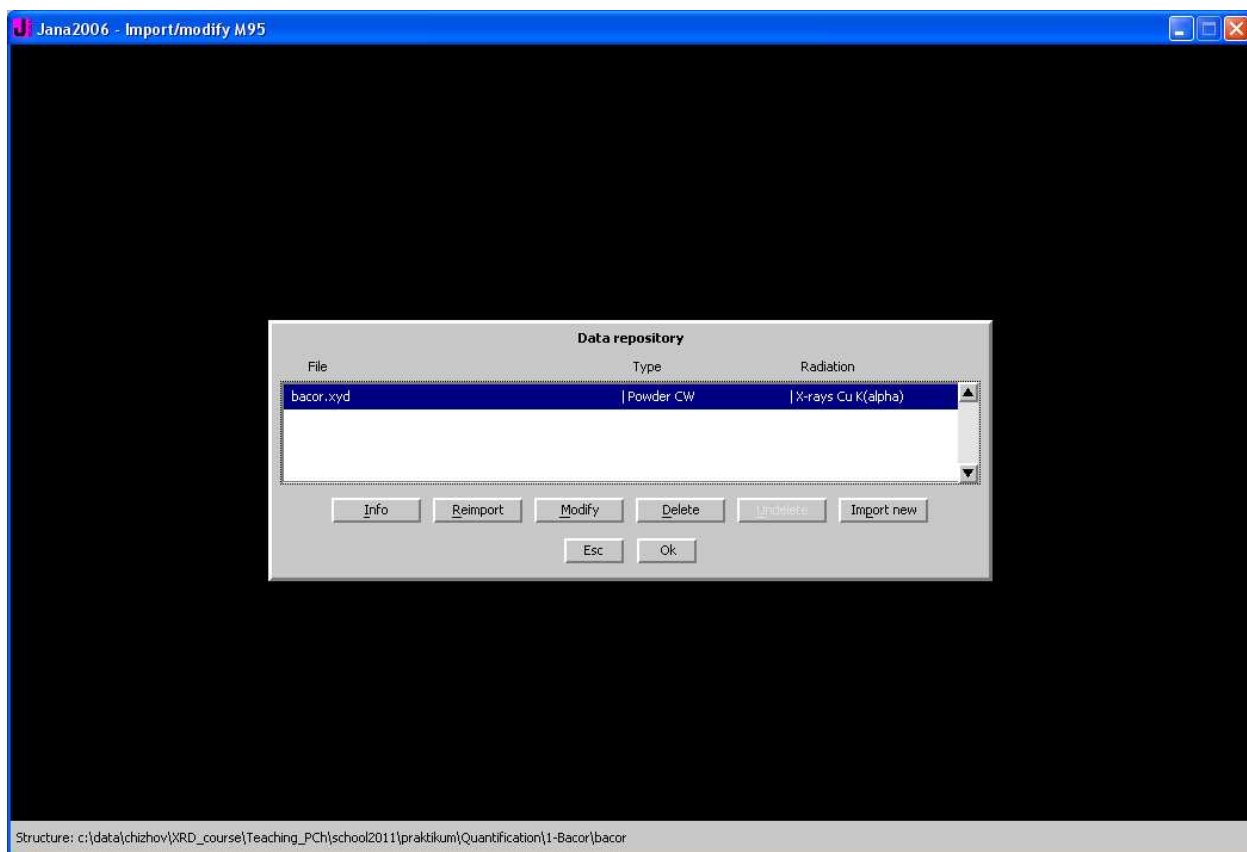 Jana2006 - Import/modify M95
Data repository
File Type Radiation
bacor.xyd |Powder CW |X-rays Cu K(alpha)
Info Reimport Modify Delete Undelete Import new
Esc Ok
Structure: c:\data\chizhov\XRD_course\Teaching_PCh\school2011\praktikum\Quantification\1-Bacor\bacor